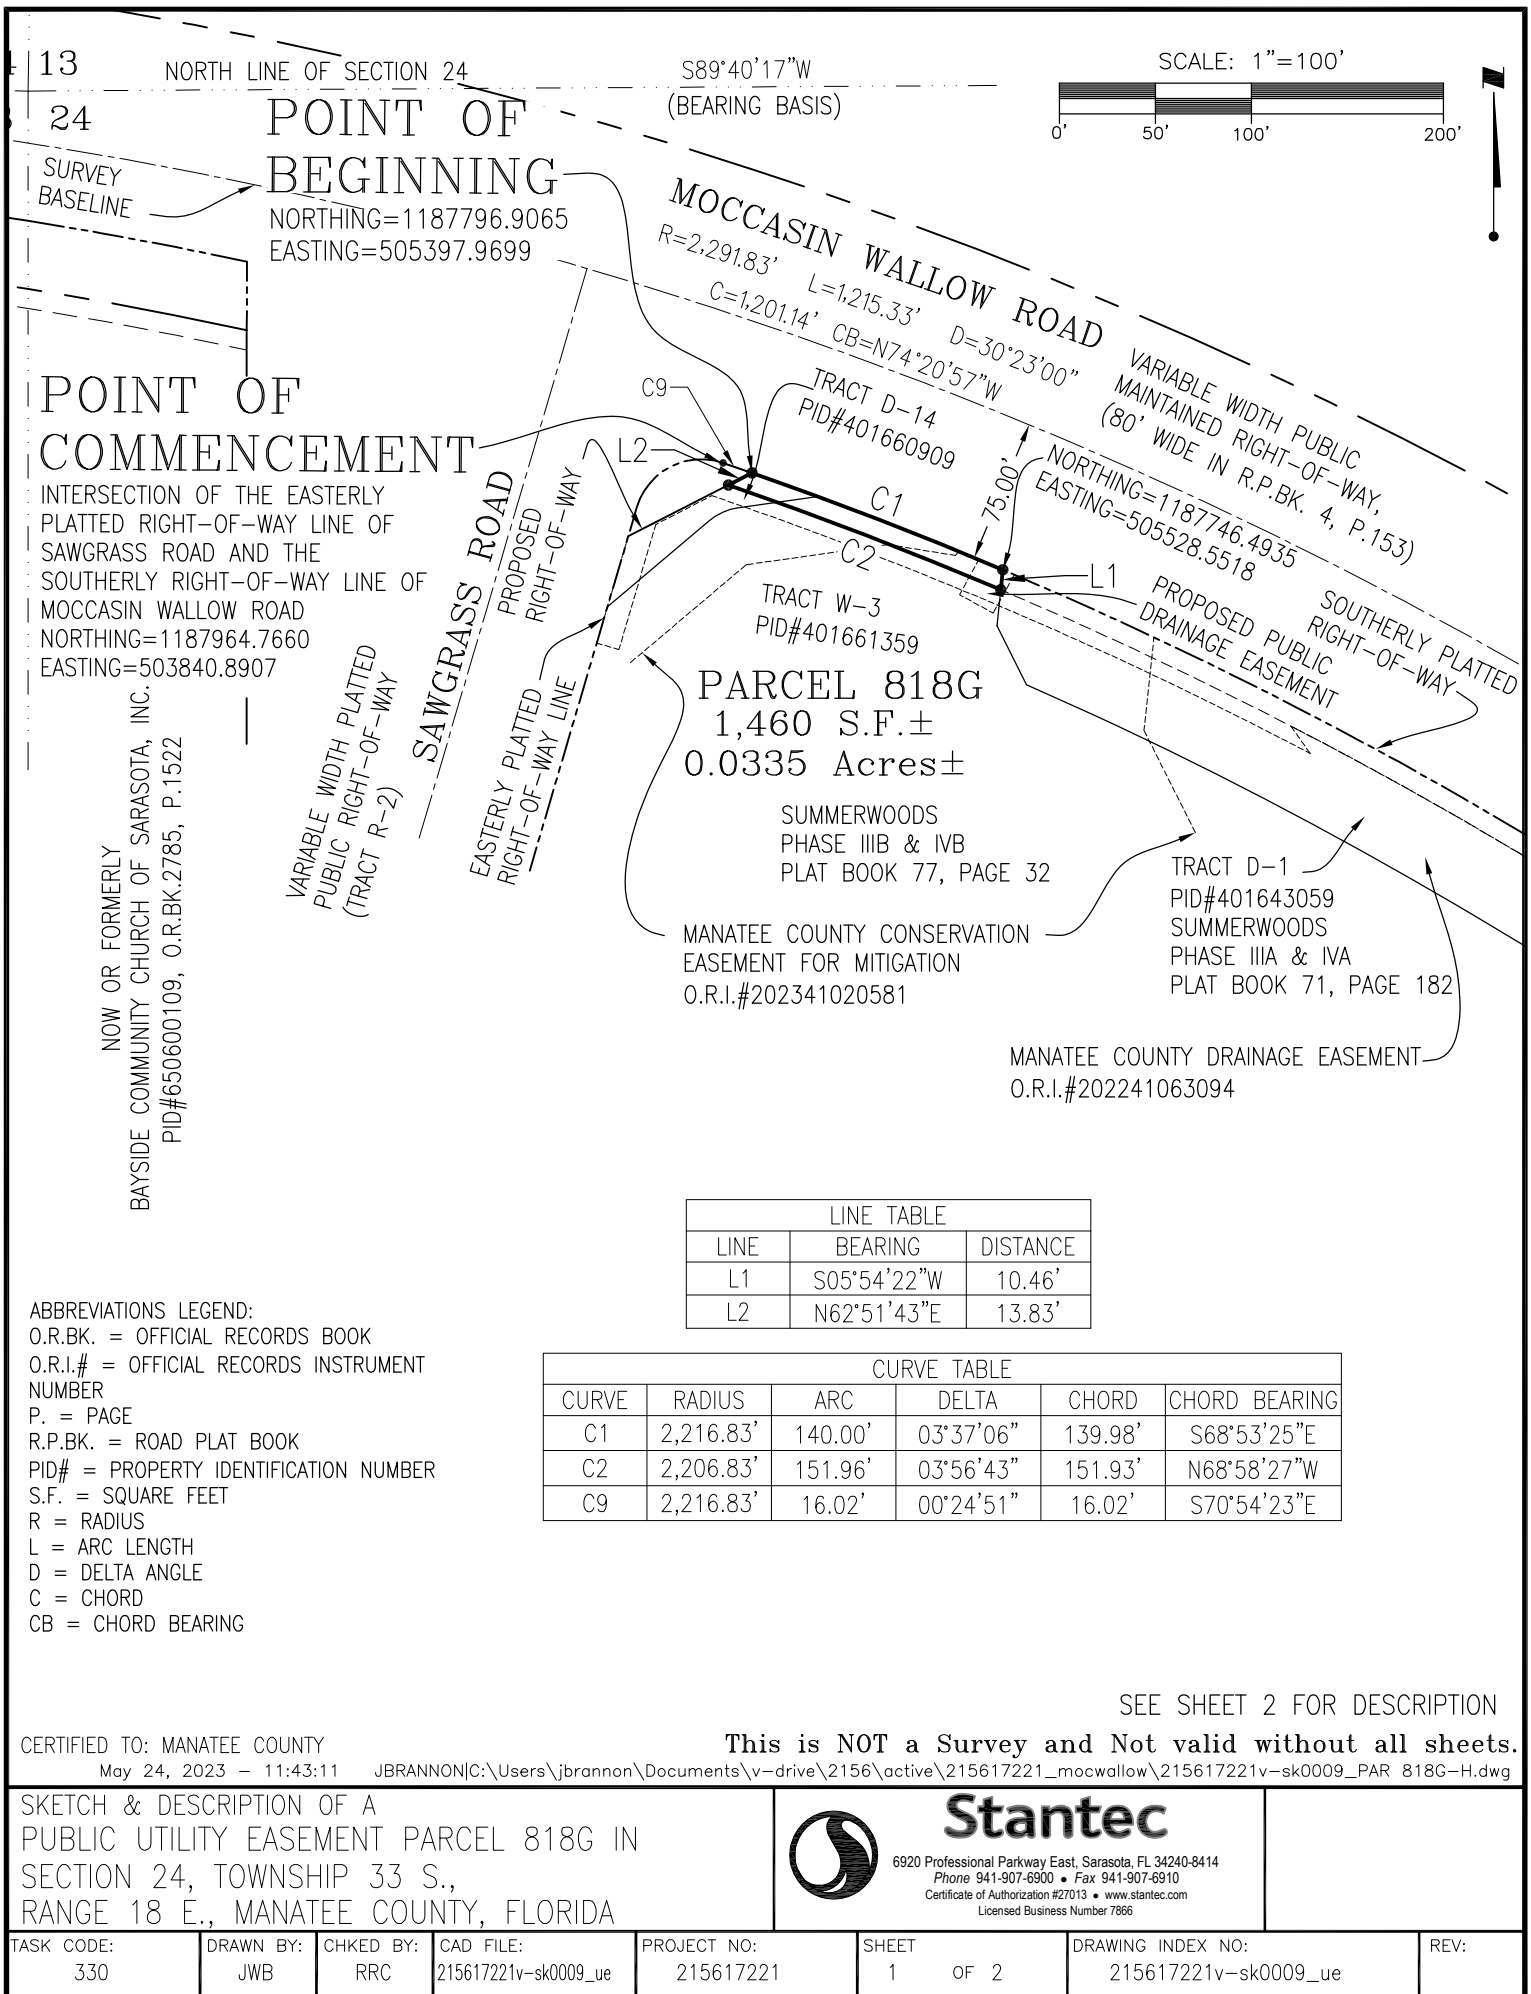 13
24
NORTH LINE OF SECTION 24
S89°40'17"W
(BEARING BASIS)
SCALE: 1"=100'
0'
50'
100'
200'
N
SURVEY
BASELINE
POINT OF
BEGINNING
NORTHING=1187796.9065
EASTING=505397.9699
MOCCASIN WALLOW ROAD
R=2,291.83' L=1,215.33' D=30°23'00"
C=1,201.14' CB=N74°20'57"W
VARIABLE WIDTH PUBLIC
MAINTAINED RIGHT-OF-WAY,
(80' WIDE IN R.P.BK. 4, P.153)
POINT OF
COMMENCEMENT
INTERSECTION OF THE EASTERLY
PLATTED RIGHT-OF-WAY LINE OF
SAWGRASS ROAD AND THE
SOUTHERLY RIGHT-OF-WAY LINE OF
MOCCASIN WALLOW ROAD
NORTHING=1187964.7660
EASTING=503840.8907
C9
L2
TRACT D-14
PID#401660909
C1
C2
75.00'
NORTHING=1187746.4935
EASTING=505528.5518
L1
PROPOSED
RIGHT-OF-WAY
SAWGRASS ROAD
VARIABLE WIDTH PLATTED
PUBLIC RIGHT-OF-WAY
(TRACT R-2)
EASTERLY PLATTED
RIGHT-OF-WAY LINE
TRACT W-3
PID#401661359
PROPOSED PUBLIC
DRAINAGE EASEMENT
SOUTHERLY PLATTED
RIGHT-OF-WAY
PARCEL 818G
1,460 S.F.±
0.0335 Acres±
SUMMERWOODS
PHASE IIIB & IVB
PLAT BOOK 77, PAGE 32
NOW OR FORMERLY
BAYSIDE COMMUNITY CHURCH OF SARASOTA, INC.
PID#650600109, O.R.BK.2785, P.1522
MANATEE COUNTY CONSERVATION
EASEMENT FOR MITIGATION
O.R.I.#202341020581
TRACT D-1
PID#401643059
SUMMERWOODS
PHASE IIIA & IVA
PLAT BOOK 71, PAGE 182
MANATEE COUNTY DRAINAGE EASEMENT
O.R.I.#202241063094
LINE TABLE
LINE BEARING DISTANCE
L1 S05°54'22"W 10.46'
L2 N62°51'43"E 13.83'
CURVE TABLE
CURVE RADIUS ARC DELTA CHORD CHORD BEARING
C1 2,216.83' 140.00' 03°37'06" 139.98' S68°53'25"E
C2 2,206.83' 151.96' 03°56'43" 151.93' N68°58'27"W
C9 2,216.83' 16.02' 00°24'51" 16.02' S70°54'23"E
ABBREVIATIONS LEGEND:
O.R.BK. = OFFICIAL RECORDS BOOK
O.R.I.# = OFFICIAL RECORDS INSTRUMENT
NUMBER
P. = PAGE
R.P.BK. = ROAD PLAT BOOK
PID# = PROPERTY IDENTIFICATION NUMBER
S.F. = SQUARE FEET
R = RADIUS
L = ARC LENGTH
D = DELTA ANGLE
C = CHORD
CB = CHORD BEARING
SEE SHEET 2 FOR DESCRIPTION
CERTIFIED TO: MANATEE COUNTY
This is NOT a Survey and Not valid without all sheets.
May 24, 2023 - 11:43:11 JBRANNON|C:\Users\jbrannon\Documents\v-drive\2156\active\215617221_mocwallow\215617221v-sk0009_PAR 818G-H.dwg
SKETCH & DESCRIPTION OF A
PUBLIC UTILITY EASEMENT PARCEL 818G IN
SECTION 24, TOWNSHIP 33 S.,
RANGE 18 E., MANATEE COUNTY, FLORIDA
Stantec
6920 Professional Parkway East, Sarasota, FL 34240-8414
Phone 941-907-6900 • Fax 941-907-6910
Certificate of Authorization #27013 • www.stantec.com
Licensed Business Number 7866
TASK CODE:
330
DRAWN BY:
JWB
CHKED BY:
RRC
CAD FILE:
215617221v-sk0009_ue
PROJECT NO:
215617221
SHEET
1 OF 2
DRAWING INDEX NO:
215617221v-sk0009_ue
REV: